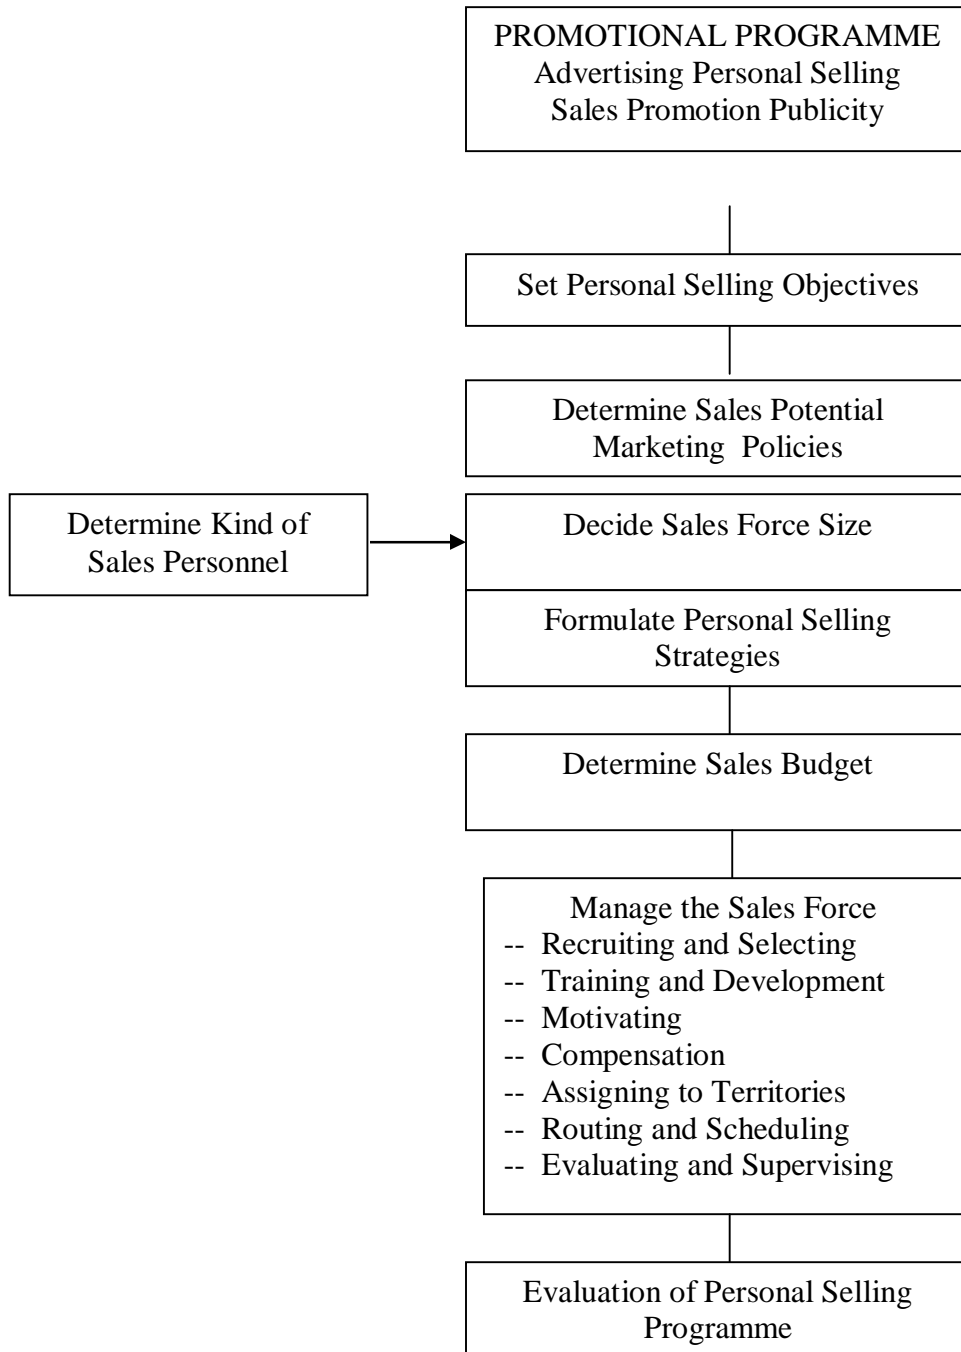 PROMOTIONAL PROGRAMME
Advertising Personal Selling
Sales Promotion Publicity
Set Personal Selling Objectives
Determine Sales Potential
Marketing Policies
Determine Kind of
Sales Personnel
Decide Sales Force Size
Formulate Personal Selling
Strategies
Determine Sales Budget
Manage the Sales Force
-- Recruiting and Selecting
-- Training and Development
-- Motivating
-- Compensation
-- Assigning to Territories
-- Routing and Scheduling
-- Evaluating and Supervising
Evaluation of Personal Selling
Programme